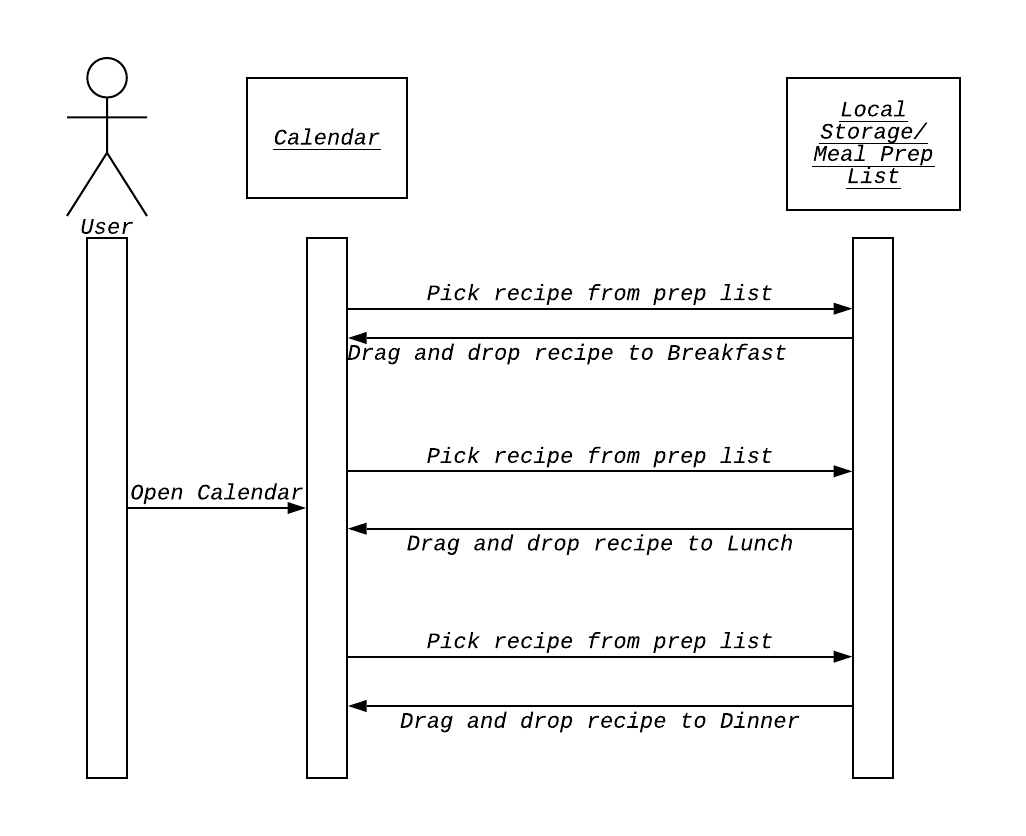 Calendar
Local
Storage/
Meal Prep
List
User
Pick recipe from prep list
Drag and drop recipe to Breakfast
Pick recipe from prep list
Open Calendar
Drag and drop recipe to Lunch
Pick recipe from prep list
Drag and drop recipe to Dinner